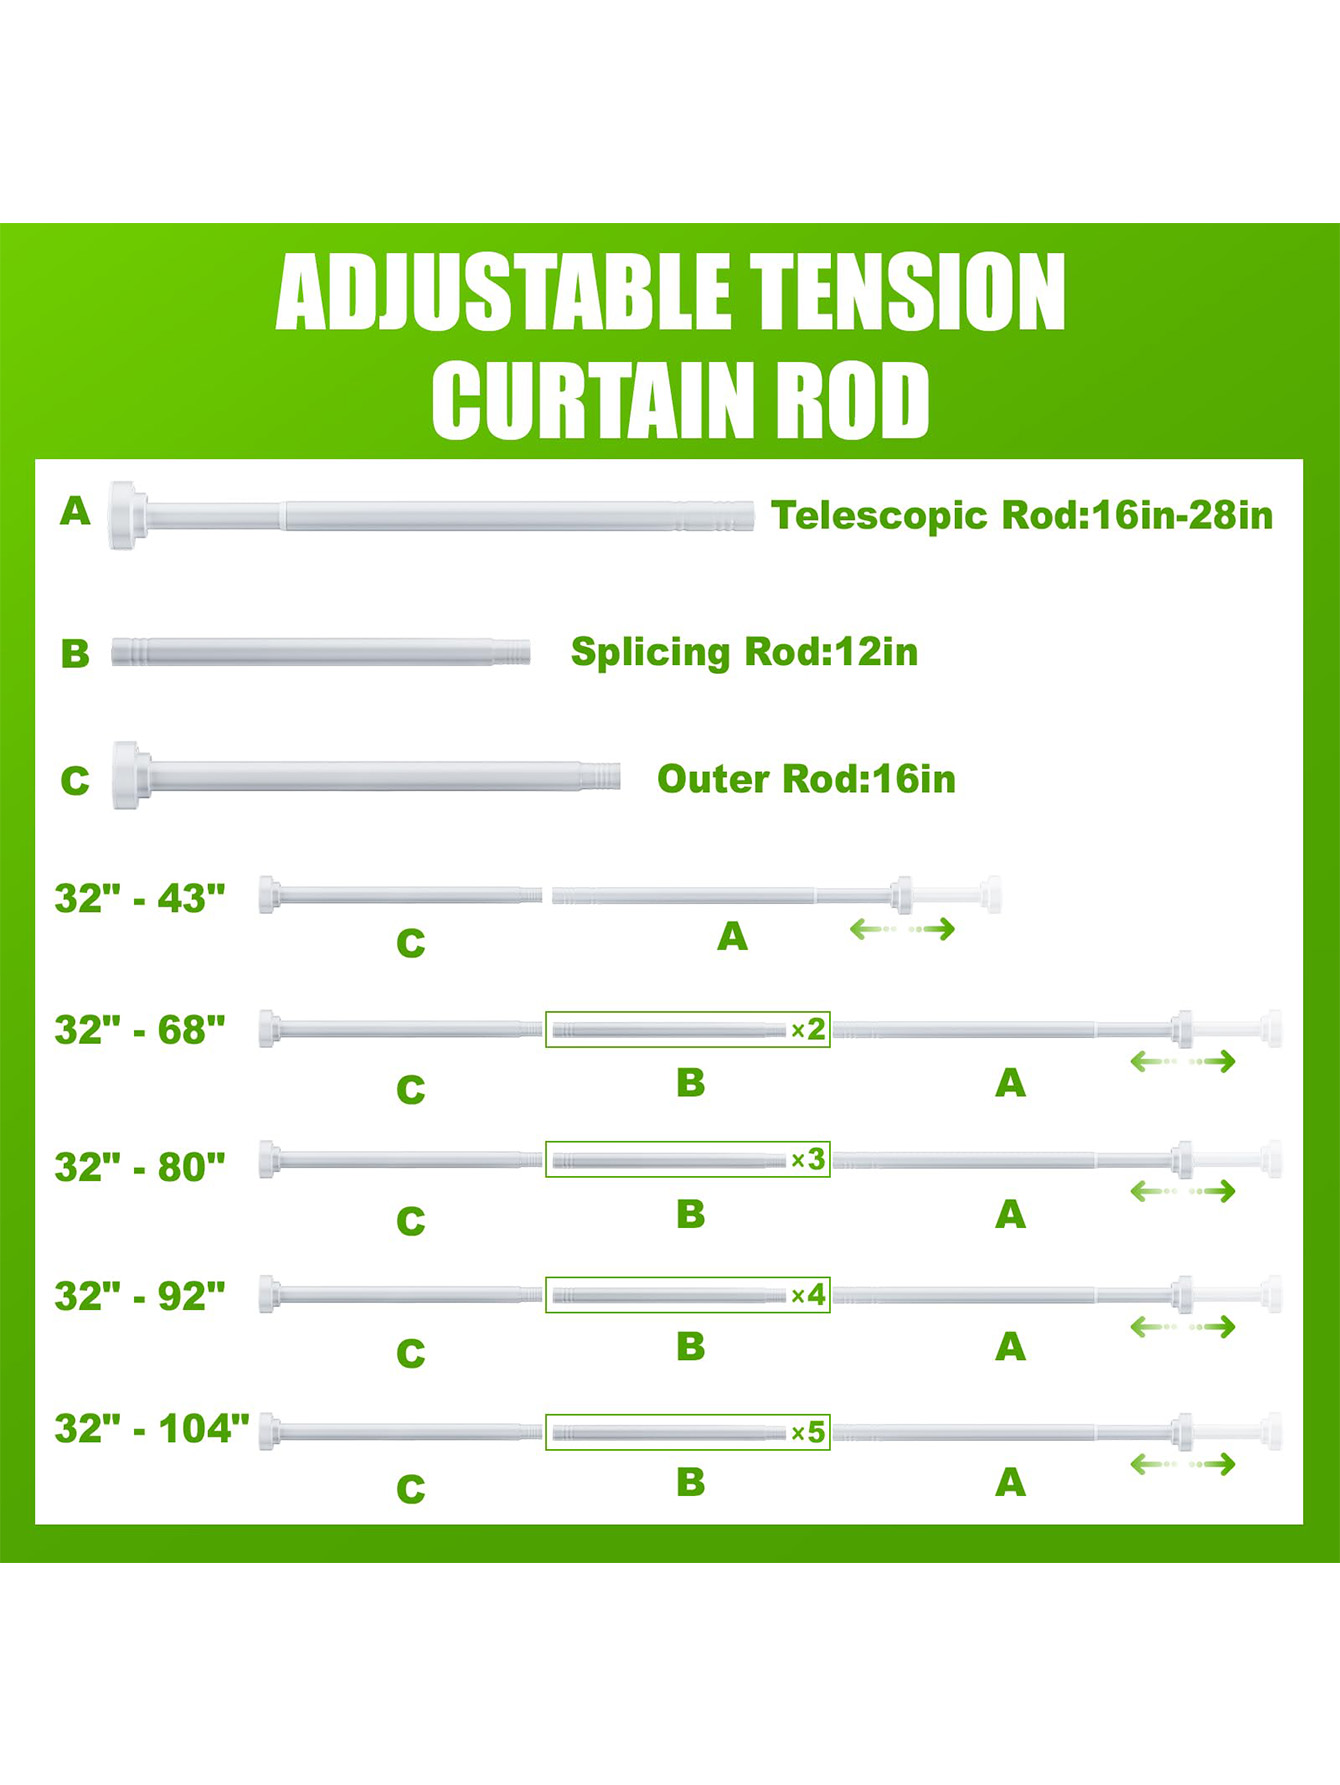 ADJUSTABLE TENSION
CURTAIN ROD
A Telescopic Rod:16in-28in
B Splicing Rod:12in
C Outer Rod:16in
32" - 43"
C A
32" - 68" ×2
C B A
32" - 80" ×3
C B A
32" - 92" ×4
C B A
32" - 104" ×5
C B A